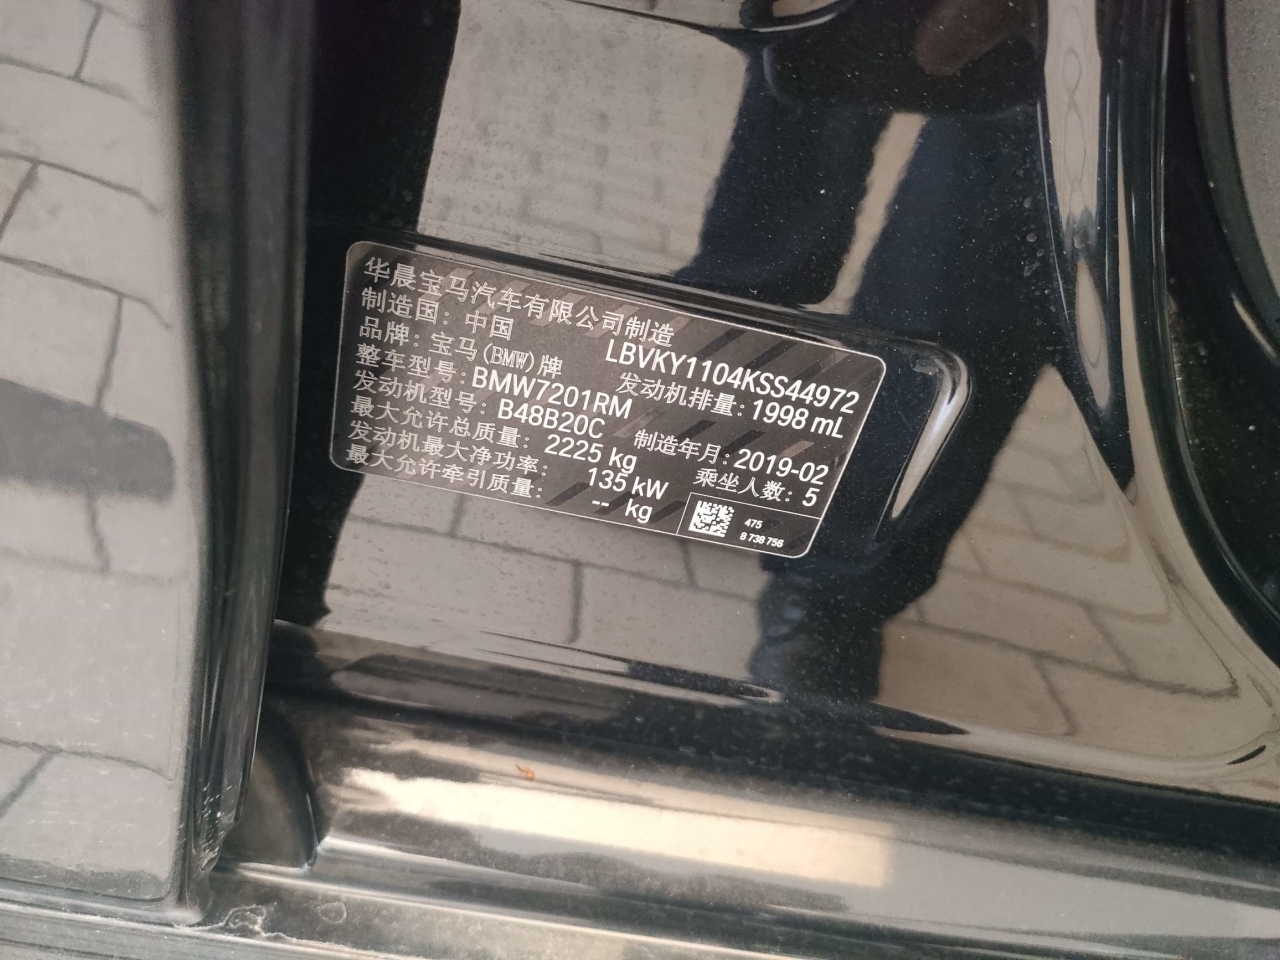 华晨宝马汽车有限公司制造
制造国：中国 LBVKY1104KSS44972
品牌：宝马(BMW)牌 发动机排量：1998 mL
整车型号：BMW7201RM
发动机型号：B48B20C 制造年月：2019-02
最大允许总质量：2225 kg 乘坐人数：5
发动机最大净功率：135 kW
最大允许牵引质量：-- kg
475
8 738 756